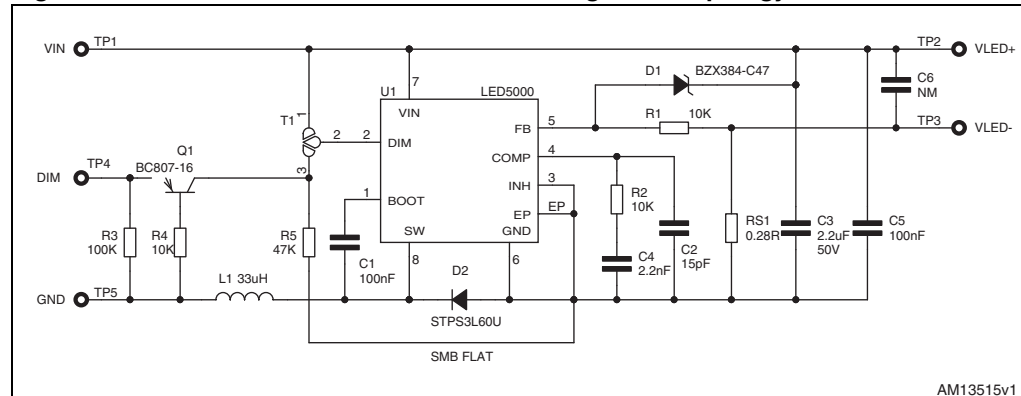 VIN
TP1
TP2
VLED+
D1
BZX384-C47
C6
NM
7
U1
LED5000
VIN
T1
1
2
2
DIM
3
FB
5
R1
10K
TP3
VLED-
COMP
4
INH
3
EP
EP
GND
6
BOOT
1
SW
8
Q1
BC807-16
TP4
DIM
R3
100K
R4
10K
R5
47K
C1
100nF
R2
10K
C4
2.2nF
C2
15pF
RS1
0.28R
C3
2.2uF
50V
C5
100nF
L1 33uH
D2
GND
TP5
STPS3L60U
SMB FLAT
AM13515v1